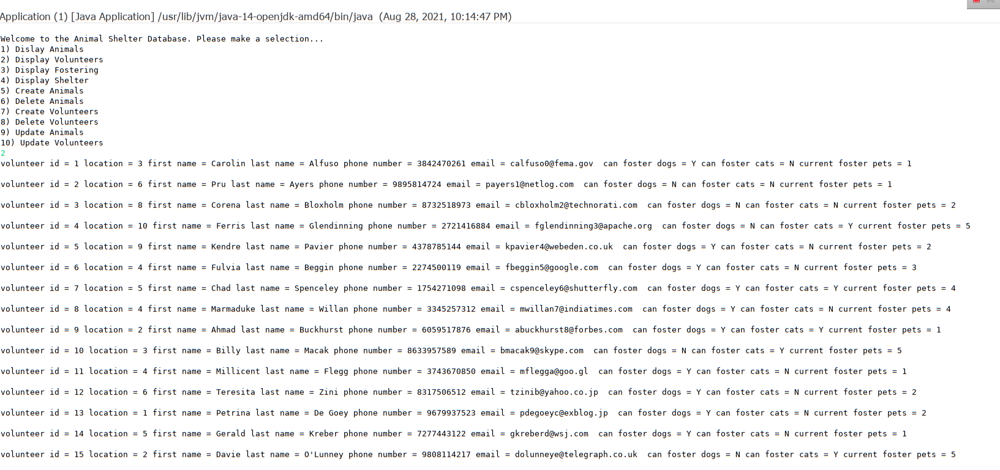 Application (1) [Java Application] /usr/lib/jvm/java-14-openjdk-amd64/bin/java (Aug 28, 2021, 10:14:47 PM)
Welcome to the Animal Shelter Database. Please make a selection...
1) Dislay Animals
2) Display Volunteers
3) Display Fostering
4) Display Shelter
5) Create Animals
6) Delete Animals
7) Create Volunteers
8) Delete Volunteers
9) Update Animals
10) Update Volunteers
2
volunteer id = 1 location = 3 first name = Carolin last name = Alfuso phone number = 3842470261 email = calfuso0@fema.gov  can foster dogs = Y can foster cats = N current foster pets = 1
volunteer id = 2 location = 6 first name = Pru last name = Ayers phone number = 9895814724 email = payers1@netlog.com  can foster dogs = N can foster cats = N current foster pets = 1
volunteer id = 3 location = 8 first name = Corena last name = Bloxholm phone number = 8732518973 email = cbloxholm2@technorati.com  can foster dogs = N can foster cats = N current foster pets = 2
volunteer id = 4 location = 10 first name = Ferris last name = Glendinning phone number = 2721416884 email = fglendinning3@apache.org  can foster dogs = N can foster cats = Y current foster pets = 5
volunteer id = 5 location = 9 first name = Kendre last name = Pavier phone number = 4378785144 email = kpavier4@webeden.co.uk  can foster dogs = Y can foster cats = N current foster pets = 2
volunteer id = 6 location = 4 first name = Fulvia last name = Beggin phone number = 2274500119 email = fbeggin5@google.com  can foster dogs = Y can foster cats = N current foster pets = 3
volunteer id = 7 location = 5 first name = Chad last name = Spenceley phone number = 1754271098 email = cspenceley6@shutterfly.com  can foster dogs = Y can foster cats = Y current foster pets = 4
volunteer id = 8 location = 4 first name = Marmaduke last name = Willan phone number = 3345257312 email = mwillan7@indiatimes.com  can foster dogs = Y can foster cats = N current foster pets = 4
volunteer id = 9 location = 2 first name = Ahmad last name = Buckhurst phone number = 6059517876 email = abuckhurst8@forbes.com  can foster dogs = Y can foster cats = Y current foster pets = 1
volunteer id = 10 location = 3 first name = Billy last name = Macak phone number = 8633957589 email = bmacak9@skype.com  can foster dogs = N can foster cats = Y current foster pets = 5
volunteer id = 11 location = 4 first name = Millicent last name = Flegg phone number = 3743670850 email = mflegga@goo.gl  can foster dogs = Y can foster cats = N current foster pets = 1
volunteer id = 12 location = 6 first name = Teresita last name = Zini phone number = 8317506512 email = tzinib@yahoo.co.jp  can foster dogs = Y can foster cats = N current foster pets = 2
volunteer id = 13 location = 1 first name = Petrina last name = De Goey phone number = 9679937523 email = pdegoeyc@exblog.jp  can foster dogs = Y can foster cats = N current foster pets = 2
volunteer id = 14 location = 5 first name = Gerald last name = Kreber phone number = 7277443122 email = gkreberd@wsj.com  can foster dogs = Y can foster cats = N current foster pets = 1
volunteer id = 15 location = 2 first name = Davie last name = O'Lunney phone number = 9808114217 email = dolunneye@telegraph.co.uk  can foster dogs = N can foster cats = Y current foster pets = 5